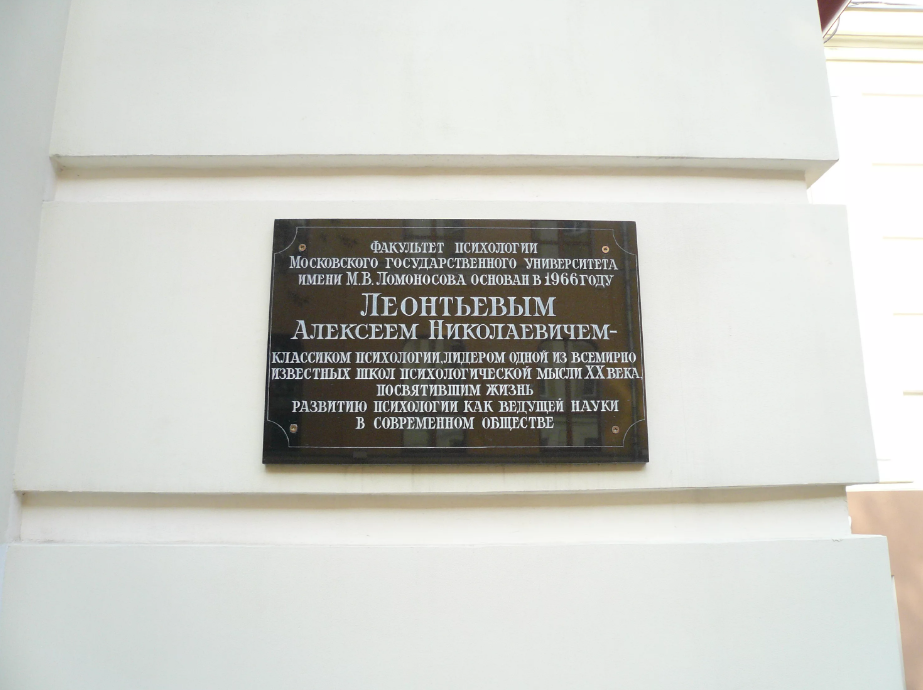 Факультет психологии
Московского государственного университета
имени М.В. Ломоносова основан в 1966 году
Леонтьевым
Алексеем Николаевичем-
классиком психологии, лидером одной из всемирно
известных школ психологической мысли XX века,
посвятившим жизнь
развитию психологии как ведущей науки
в современном обществе